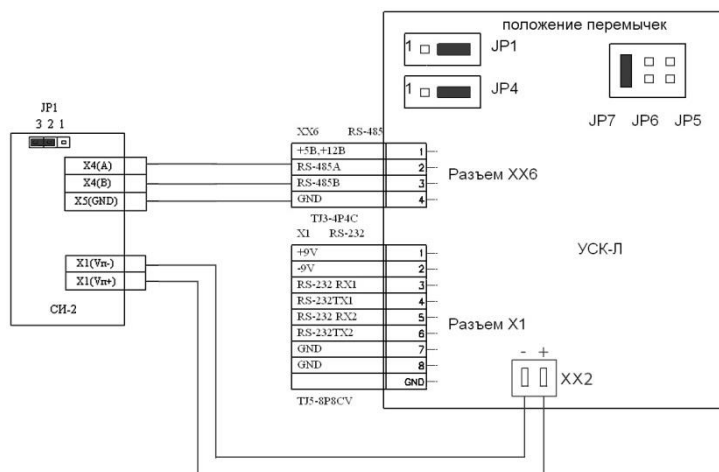 положение перемычек
1 JP1
1 JP4
JP7 JP6 JP5
JP1
3 2 1
X4(A)
X4(B)
X5(GND)
X1(Vп-)
X1(Vп+)
СИ-2
XX6 RS-485
+5В,+12В 1
RS-485A 2
RS-485B 3
GND 4
TJ3-4P4C
Разъем XX6
X1 RS-232
+9V 1
-9V 2
RS-232 RX1 3
RS-232TX1 4
RS-232 RX2 5
RS-232TX2 6
GND 7
GND 8
GND
TJ5-8P8CV
Разъем X1
УСК-Л
- +
XX2